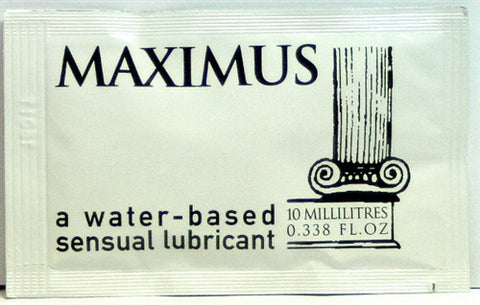 MAXIMUS
a water-based
sensual lubricant
10 MILLILITRES
0.338 FL.OZ